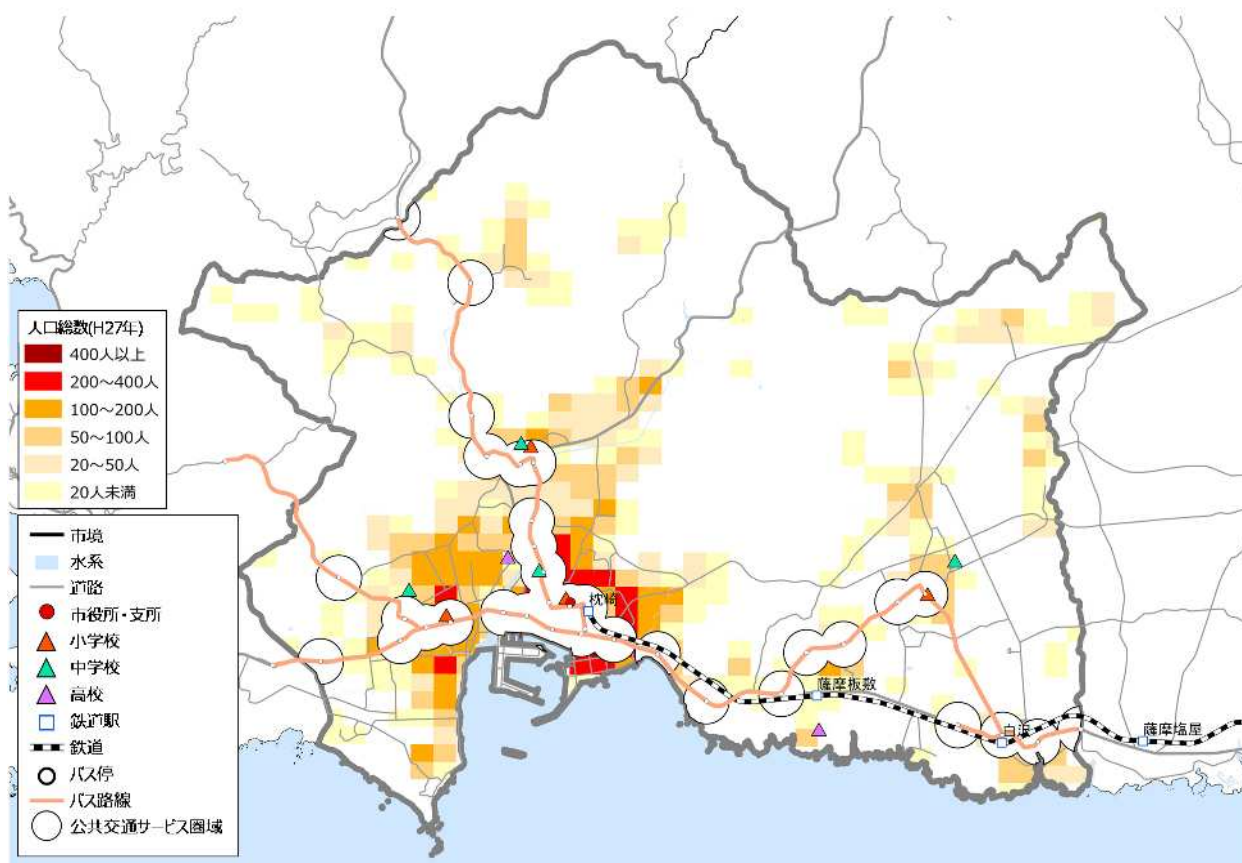 人口総数(H27年)
400人以上
200～400人
100～200人
50～100人
20～50人
20人未満
市境
水系
道路
市役所・支所
小学校
中学校
高校
鉄道駅
鉄道
バス停
バス路線
公共交通サービス圏域
枕崎
薩摩板敷
白沢
薩摩塩屋